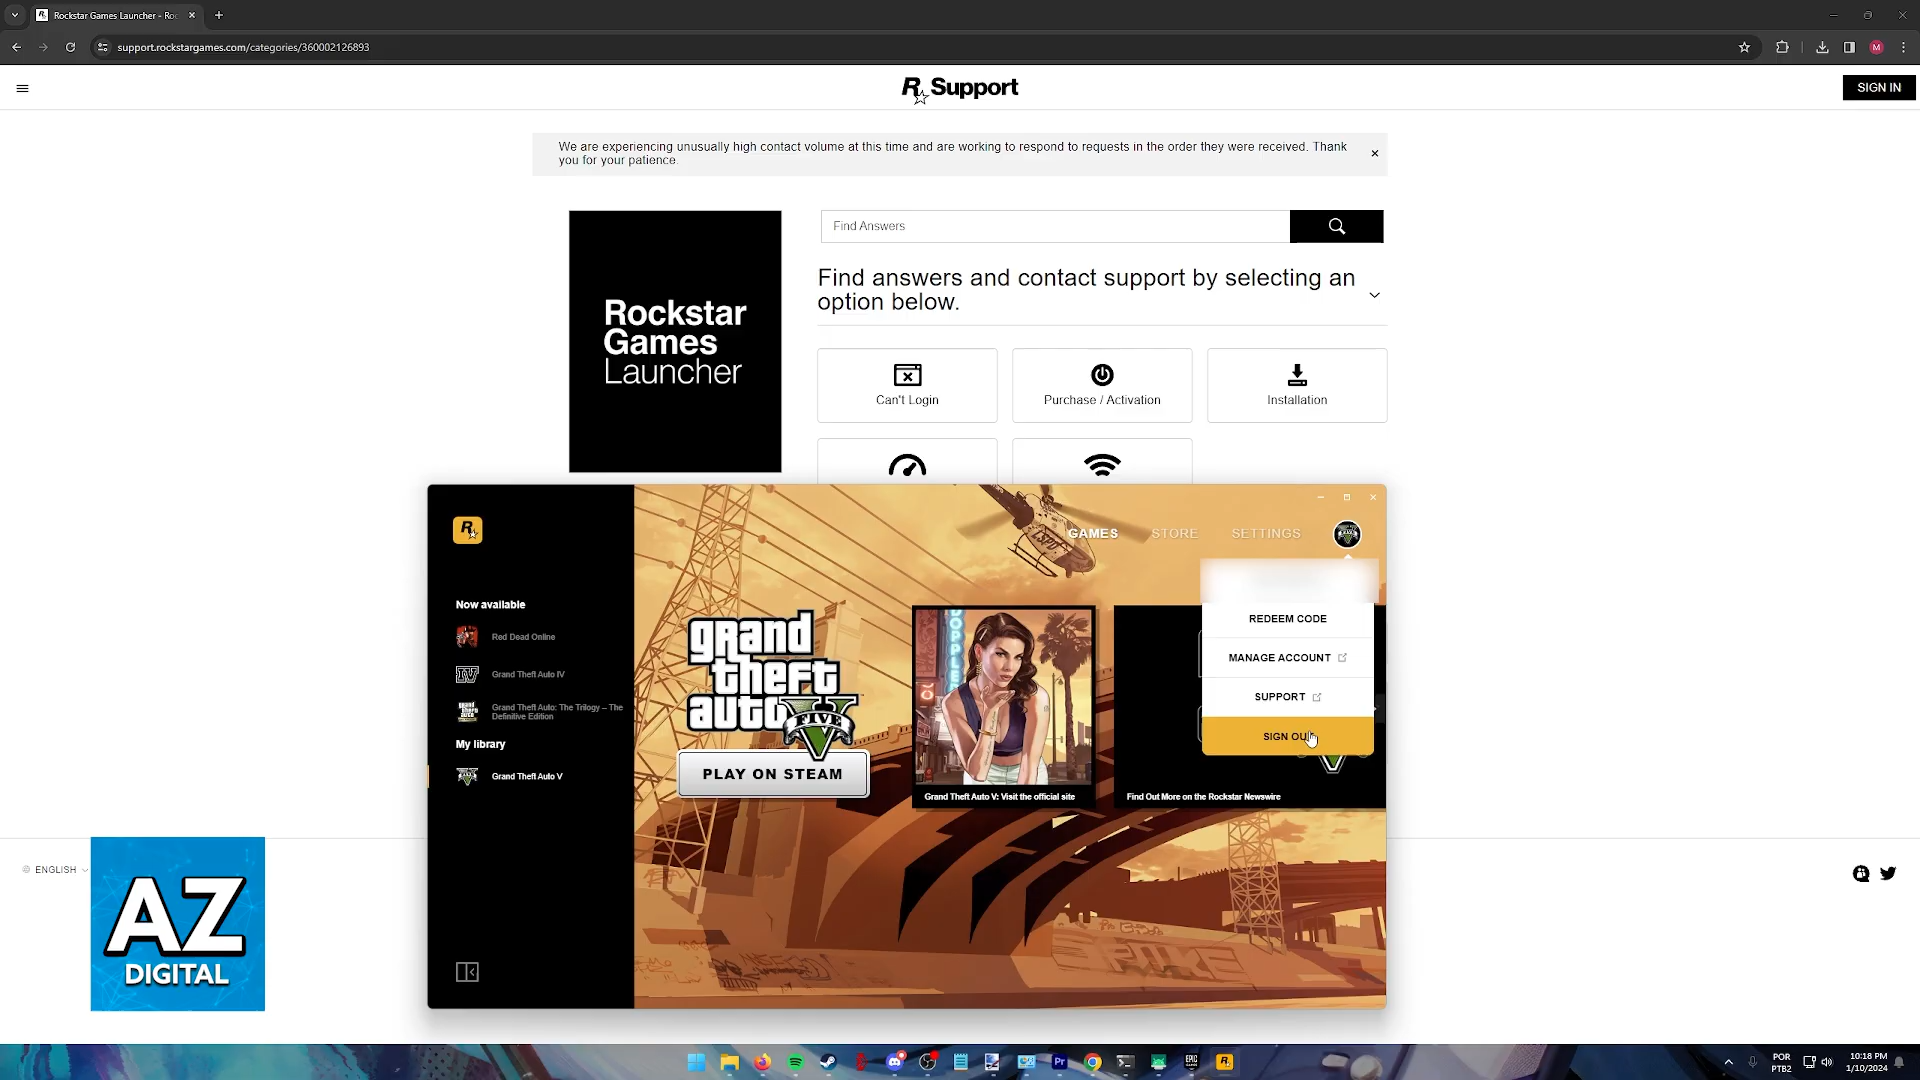 Rockstar Games Launcher - Roc
support.rockstargames.com/categories/360002126893
M
R Support
SIGN IN
We are experiencing unusually high contact volume at this time and are working to respond to requests in the order they were received. Thank
you for your patience.
Find Answers
Rockstar
Games
Launcher
Find answers and contact support by selecting an
option below.
Can't Login
Purchase / Activation
Installation
R
GAMES
STORE
SETTINGS
LSPD
Now available
Red Dead Online
IV
Grand Theft Auto IV
Grand Theft Auto: The Trilogy – The
Definitive Edition
My library
Grand Theft Auto V
grand
theft
auto
FIVE
PLAY ON STEAM
Grand Theft Auto V: Visit the official site
Find Out More on the Rockstar Newswire
REDEEM CODE
MANAGE ACCOUNT
SUPPORT
SIGN OUT
ENGLISH
AZ
DIGITAL
Pr
EPIC
R
POR
PTB2
10:18 PM
1/10/2024